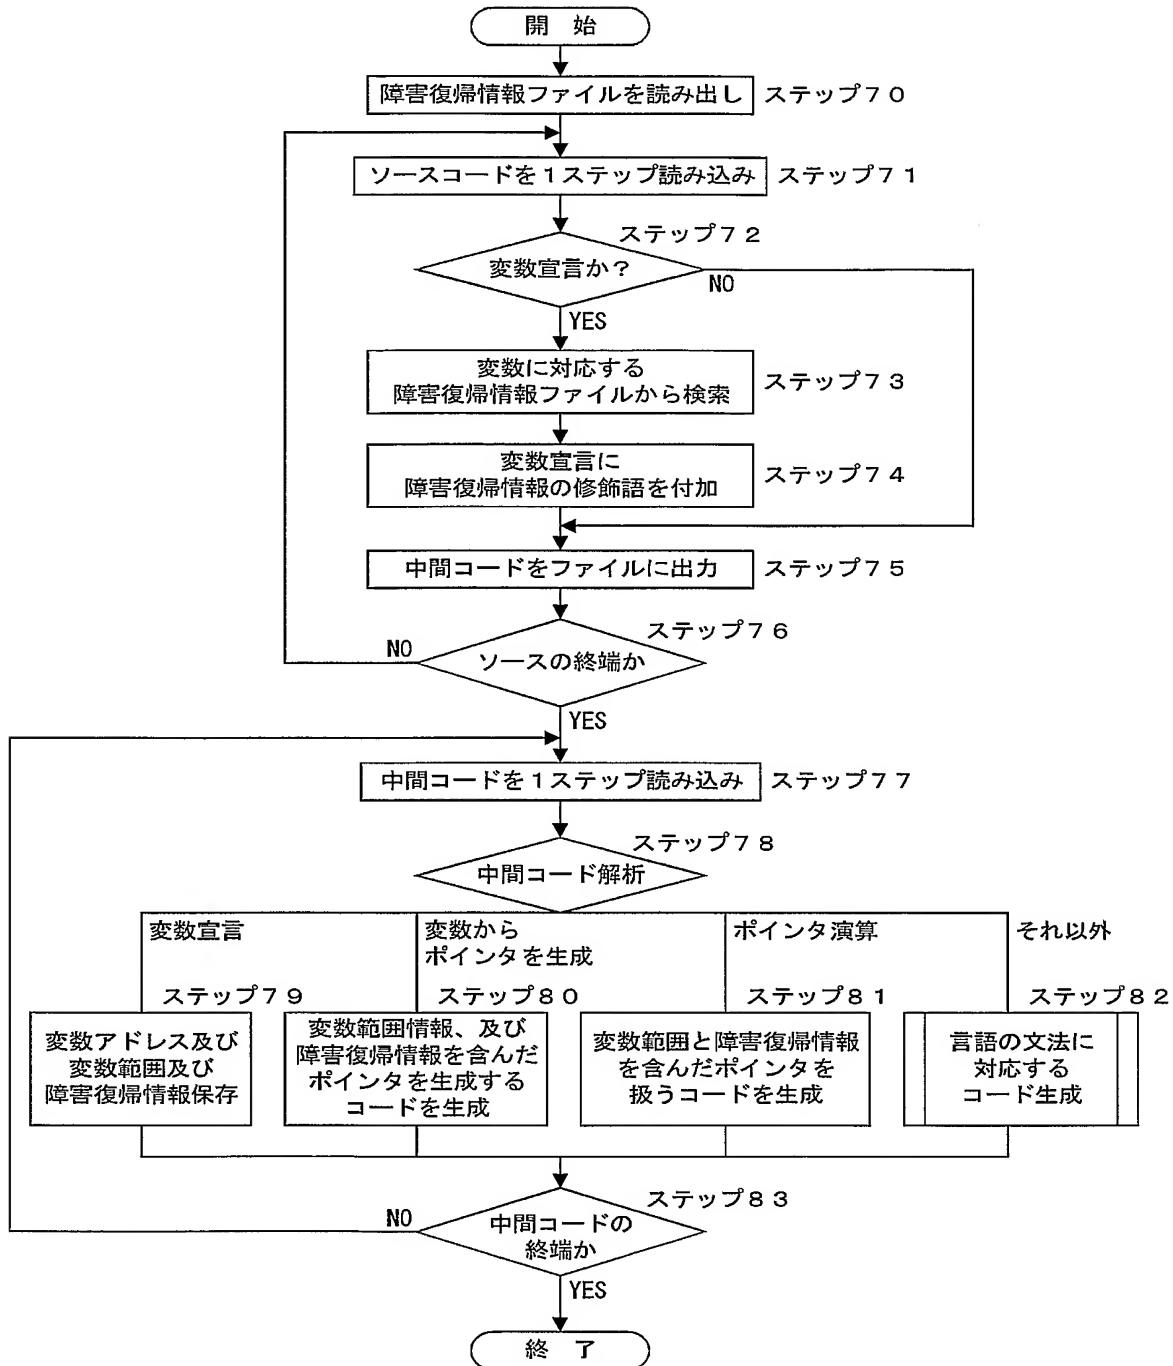 開　始
障害復帰情報ファイルを読み出し
ステップ７０
ソースコードを１ステップ読み込み
ステップ７１
ステップ７２
変数宣言か？
NO
YES
変数に対応する
障害復帰情報ファイルから検索
ステップ７３
変数宣言に
障害復帰情報の修飾語を付加
ステップ７４
中間コードをファイルに出力
ステップ７５
ステップ７６
NO
ソースの終端か
YES
中間コードを１ステップ読み込み
ステップ７７
ステップ７８
中間コード解析
変数宣言
変数から
ポインタを生成
ポインタ演算
それ以外
ステップ７９
変数アドレス及び
変数範囲及び
障害復帰情報保存
ステップ８０
変数範囲情報、及び
障害復帰情報を含んだ
ポインタを生成する
コードを生成
ステップ８１
変数範囲と障害復帰情報
を含んだポインタを
扱うコードを生成
ステップ８２
言語の文法に
対応する
コード生成
ステップ８３
NO
中間コードの
終端か
YES
終　了